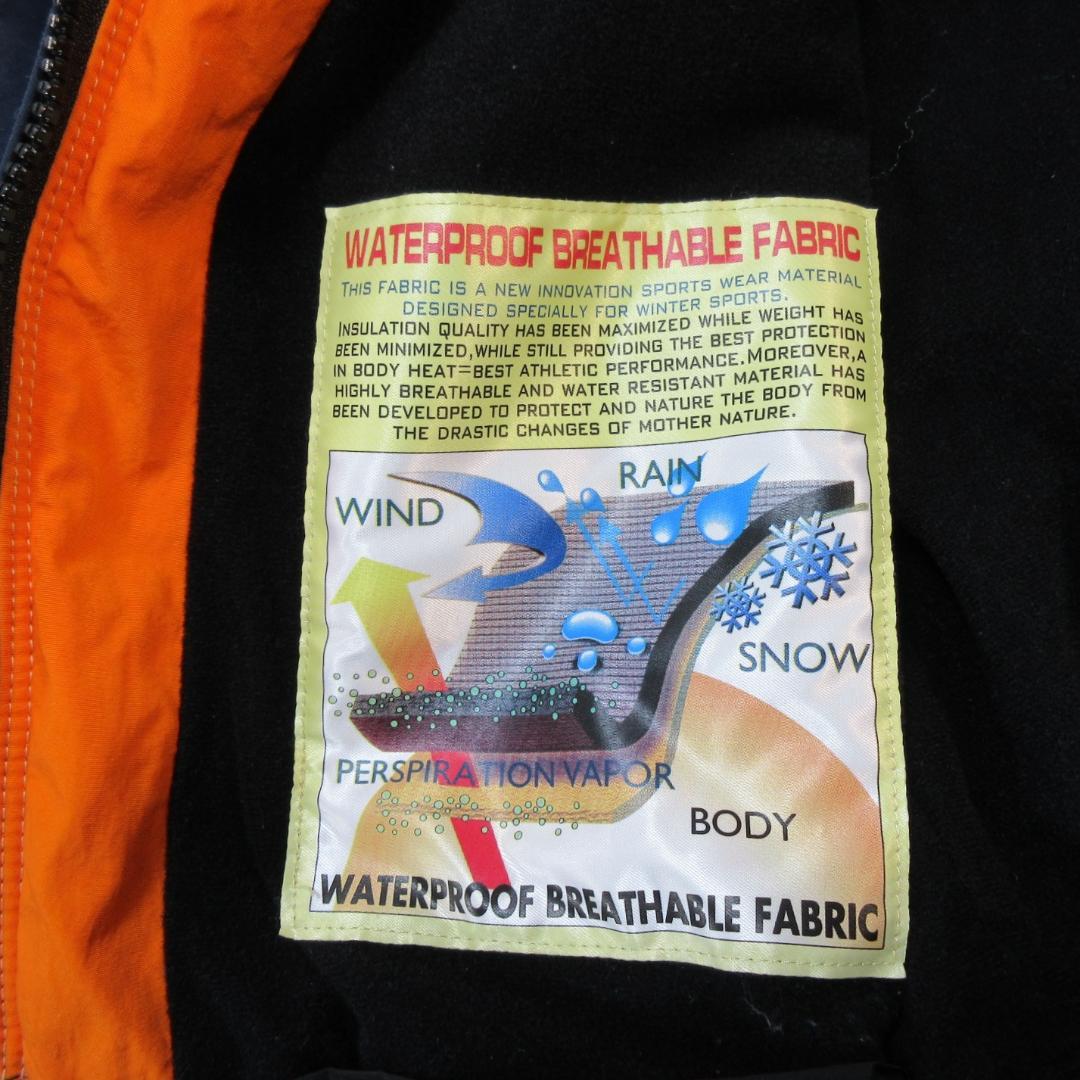 WATERPROOF BREATHABLE FABRIC
THIS FABRIC IS A NEW INNOVATION SPORTS WEAR MATERIAL
DESIGNED SPECIALLY FOR WINTER SPORTS.
INSULATION QUALITY HAS BEEN MAXIMIZED WHILE WEIGHT HAS
BEEN MINIMIZED,WHILE STILL PROVIDING THE BEST PROTECTION
IN BODY HEAT=BEST ATHLETIC PERFORMANCE.MOREOVER,A
HIGHLY BREATHABLE AND WATER RESISTANT MATERIAL HAS
BEEN DEVELOPED TO PROTECT AND NATURE THE BODY FROM
THE DRASTIC CHANGES OF MOTHER NATURE.
RAIN
WIND
SNOW
PERSPIRATION VAPOR
BODY
WATERPROOF BREATHABLE FABRIC